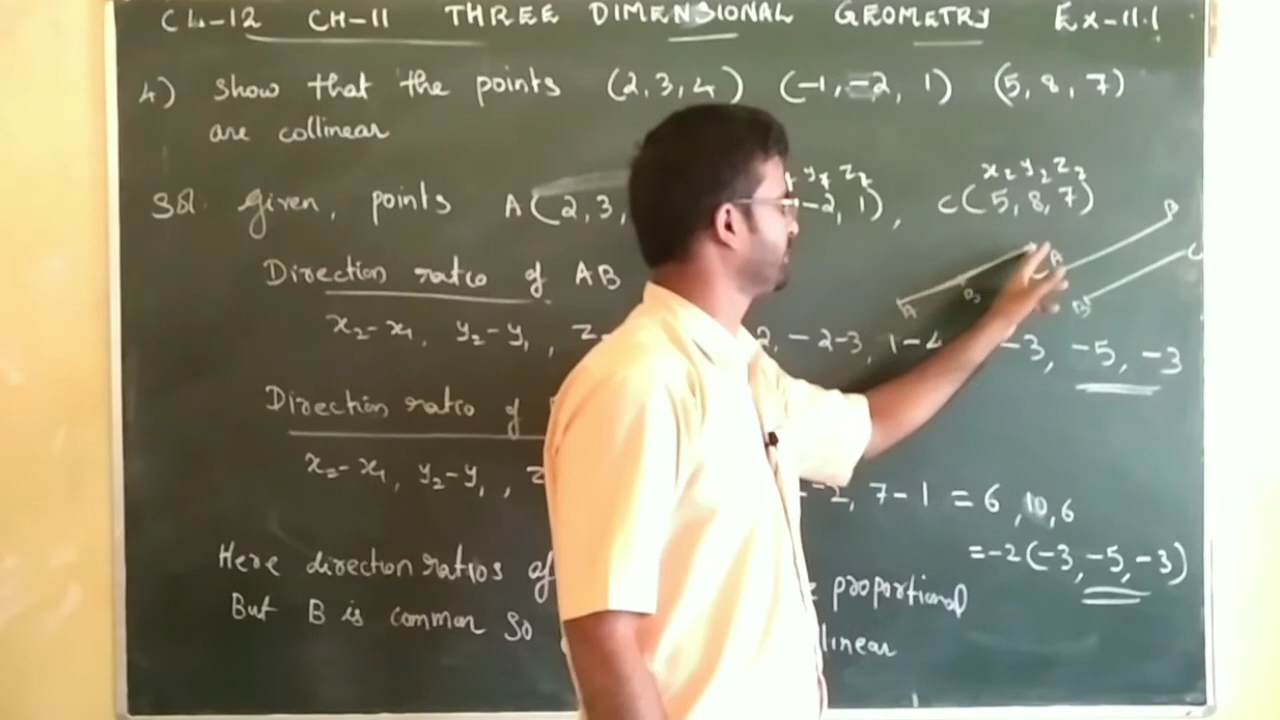 CL-12 CH-11 THREE DIMENSIONAL GEOMETRY Ex-11.1
4) Show that the points (2,3,4) (-1,-2, 1) (5, 8, 7)
are collinear
x₂ y₂ z₂
Sol. Given, points A(2,3, -2, 1), C(5, 8, 7)
Direction ratio of AB
A B A B C
x₂-x₁, y₂-y₁, z 2, -2-3, 1-4 -3, -5, -3
Direction ratio of
x₂-x₁, y₂-y₁, z -2, 7-1 = 6, 10, 6
=-2(-3,-5,-3)
Here direction ratios of proportional
But B is common So linear